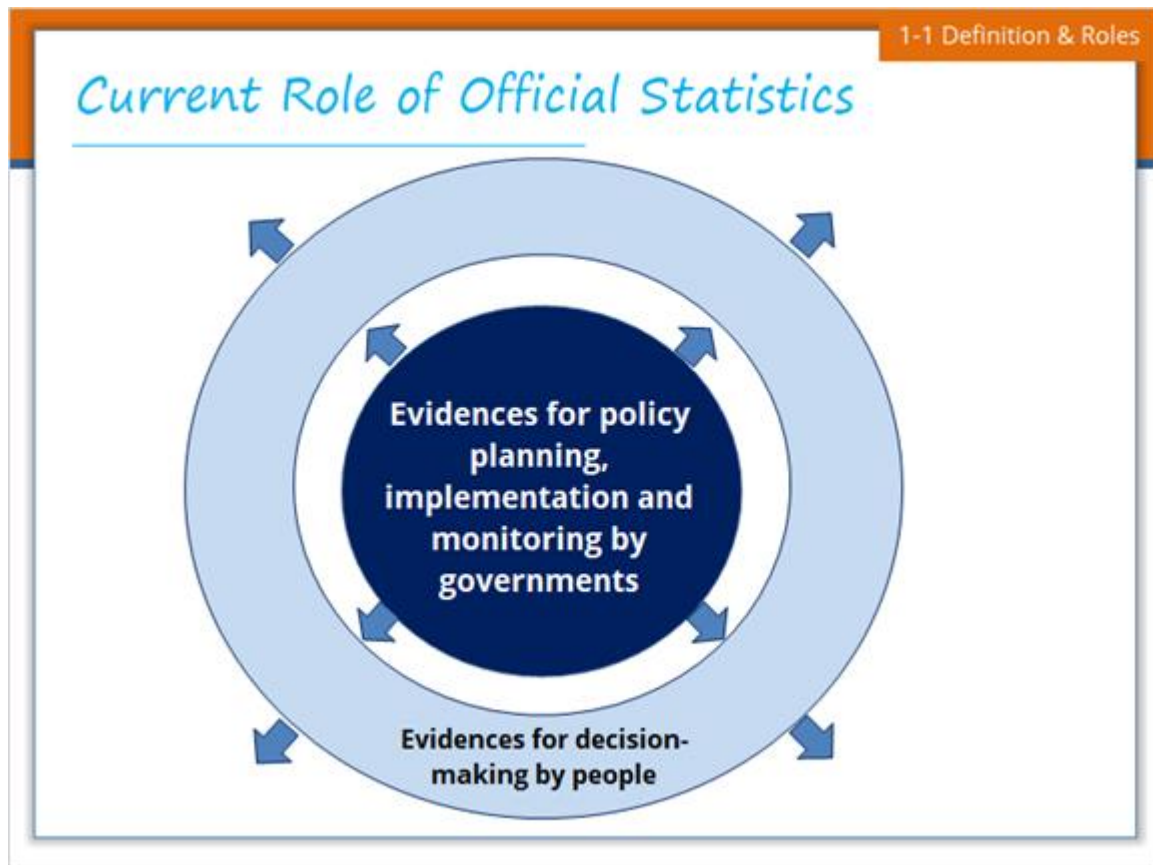 1-1 Definition & Roles
Current Role of Official Statistics
Evidences for policy
planning,
implementation and
monitoring by
governments
Evidences for decision-
making by people